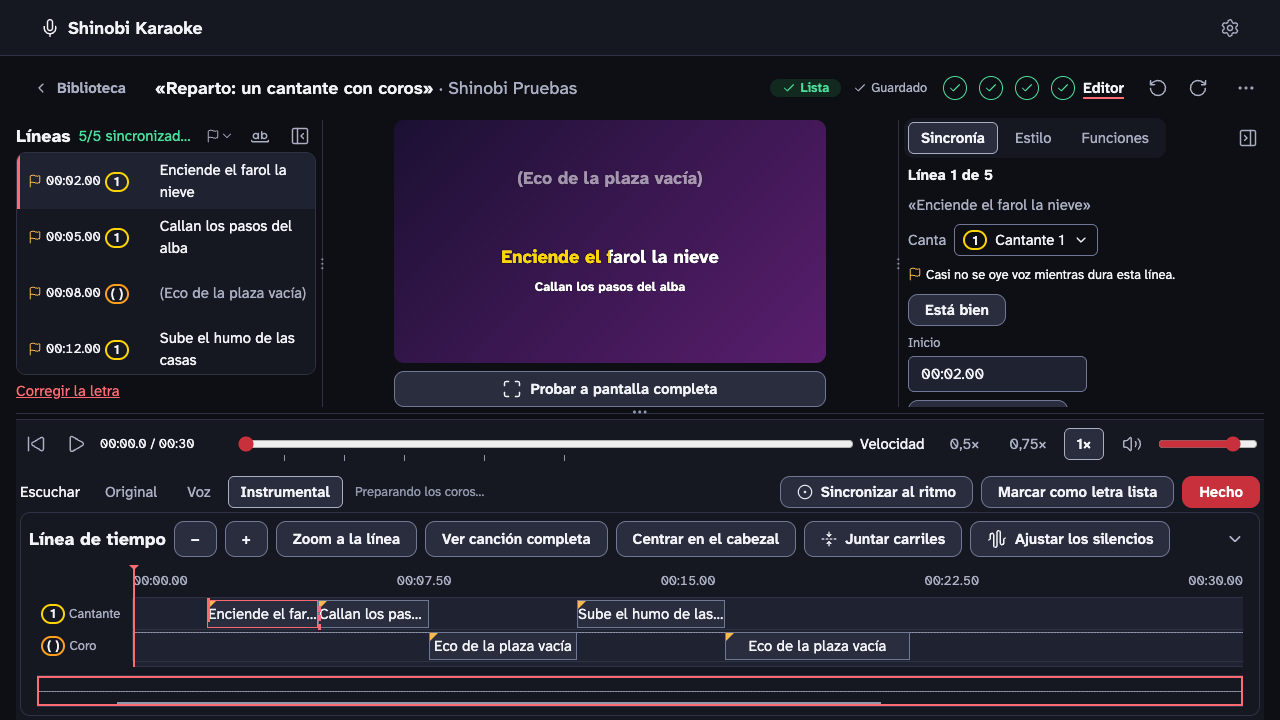 Shinobi Karaoke
Biblioteca
«Reparto: un cantante con coros» · Shinobi Pruebas
Lista
Guardado
Editor
Líneas
5/5 sincronizad...
ab
00:02.00 1 Enciende el farol la nieve
00:05.00 1 Callan los pasos del alba
00:08.00 () (Eco de la plaza vacía)
00:12.00 1 Sube el humo de las casas
Corregir la letra
(Eco de la plaza vacía)
Enciende el farol la nieve
Callan los pasos del alba
Probar a pantalla completa
Sincronía
Estilo
Funciones
Línea 1 de 5
«Enciende el farol la nieve»
Canta 1 Cantante 1
Casi no se oye voz mientras dura esta línea.
Está bien
Inicio
00:02.00
00:00.0 / 00:30
Velocidad 0,5× 0,75× 1×
Escuchar Original Voz Instrumental Preparando los coros...
Sincronizar al ritmo
Marcar como letra lista
Hecho
Línea de tiempo
− + Zoom a la línea Ver canción completa Centrar en el cabezal Juntar carriles Ajustar los silencios
00:00.00 00:07.50 00:15.00 00:22.50 00:30.00
1 Cantante Enciende el far... Callan los pas... Sube el humo de las...
() Coro Eco de la plaza vacía Eco de la plaza vacía